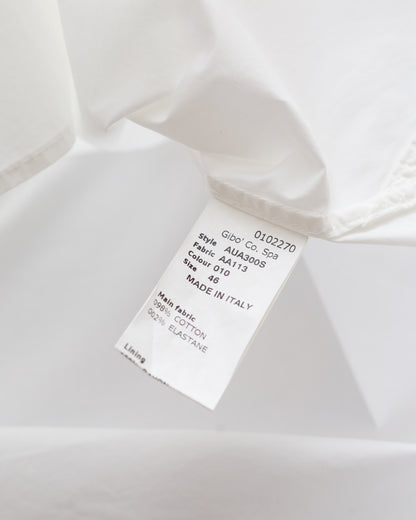 0102270
Gibo' Co. Spa
Style AUA300S
Fabric AA113
Colour 010
Size 46
MADE IN ITALY
Main fabric
098% COTTON
002% ELASTANE
Lining